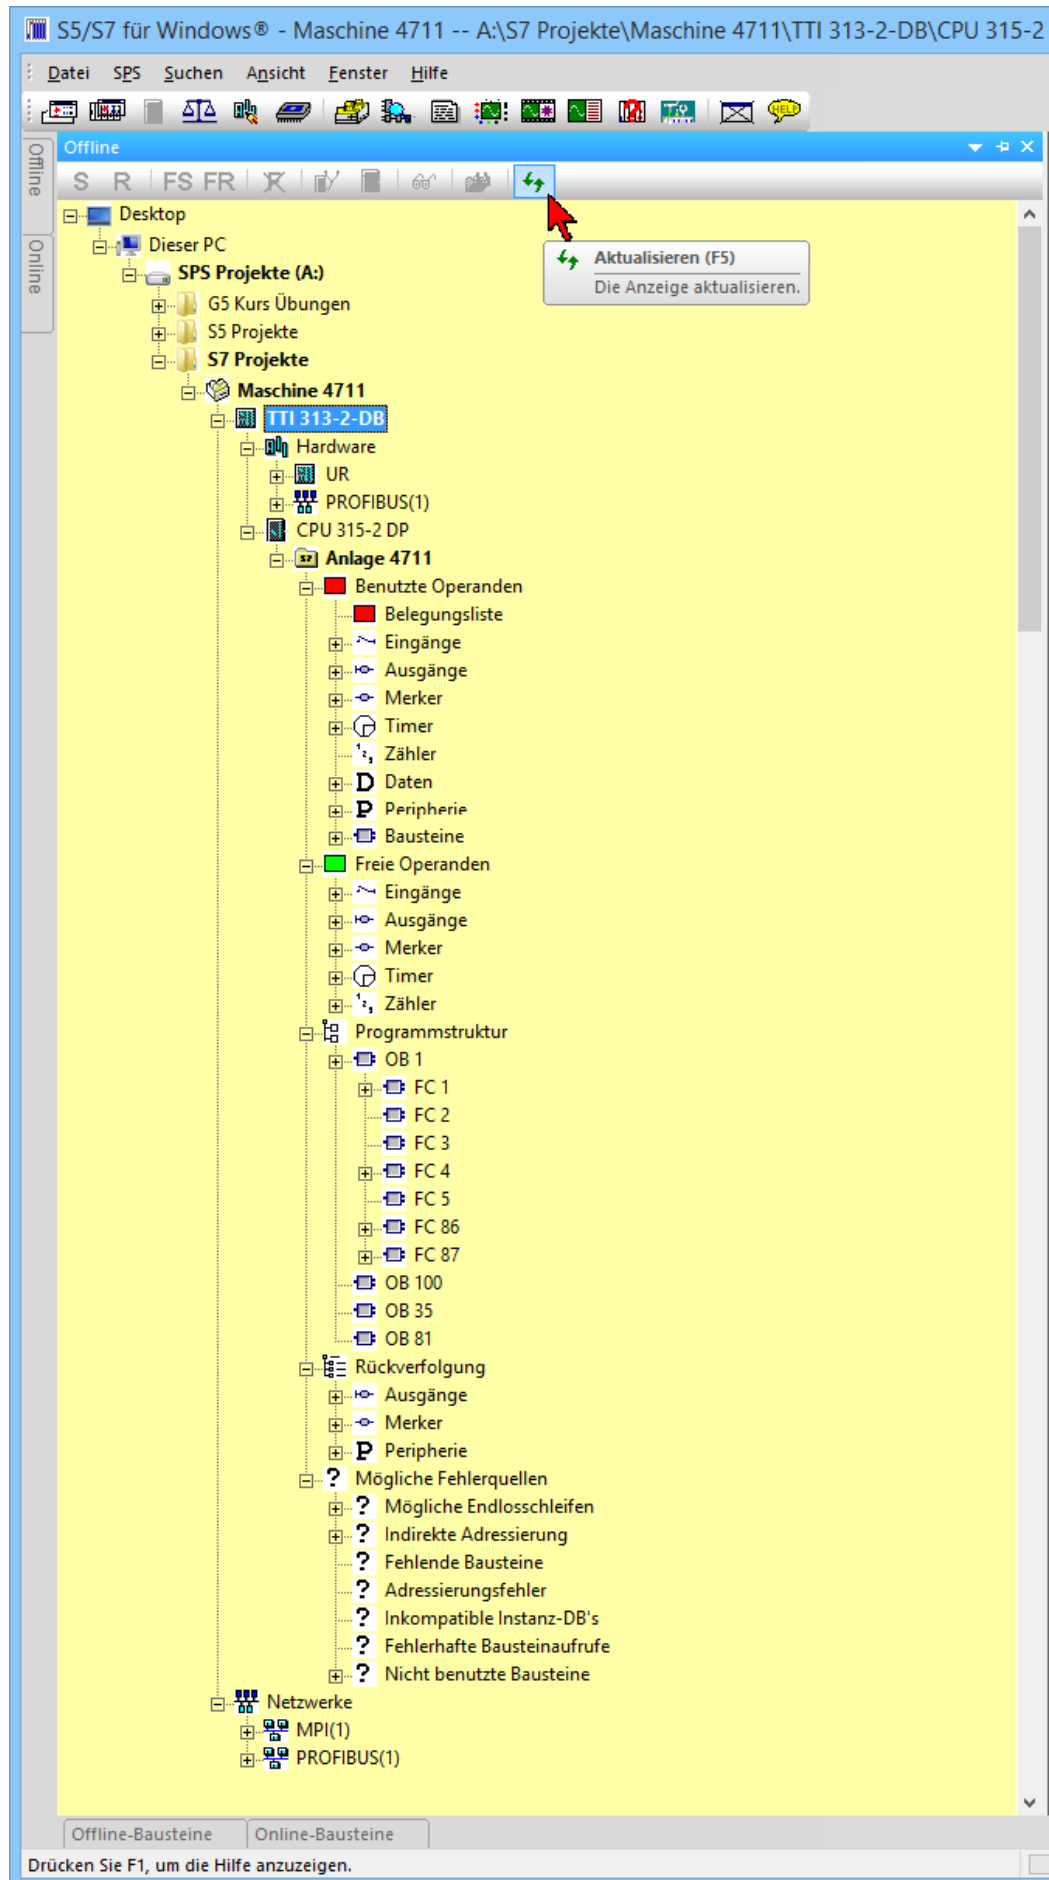 S5/S7 für Windows® - Maschine 4711 -- A:\S7 Projekte\Maschine 4711\TTI 313-2-DB\CPU 315-2
Datei SPS Suchen Ansicht Fenster Hilfe
HELP
Offline
Online
Offline
S R FS FR K
Desktop
Dieser PC
Aktualisieren (F5)
Die Anzeige aktualisieren.
SPS Projekte (A:)
G5 Kurs Übungen
S5 Projekte
S7 Projekte
Maschine 4711
TTI 313-2-DB
Hardware
UR
PROFIBUS(1)
CPU 315-2 DP
S7 Anlage 4711
Benutzte Operanden
Belegungsliste
Eingänge
Ausgänge
Merker
Timer
Zähler
D Daten
P Peripherie
Bausteine
Freie Operanden
Eingänge
Ausgänge
Merker
Timer
Zähler
Programmstruktur
OB 1
FC 1
FC 2
FC 3
FC 4
FC 5
FC 86
FC 87
OB 100
OB 35
OB 81
Rückverfolgung
Ausgänge
Merker
P Peripherie
? Mögliche Fehlerquellen
? Mögliche Endlosschleifen
? Indirekte Adressierung
? Fehlende Bausteine
? Adressierungsfehler
? Inkompatible Instanz-DB's
? Fehlerhafte Bausteinaufrufe
? Nicht benutzte Bausteine
Netzwerke
MPI(1)
PROFIBUS(1)
Offline-Bausteine Online-Bausteine
Drücken Sie F1, um die Hilfe anzuzeigen.